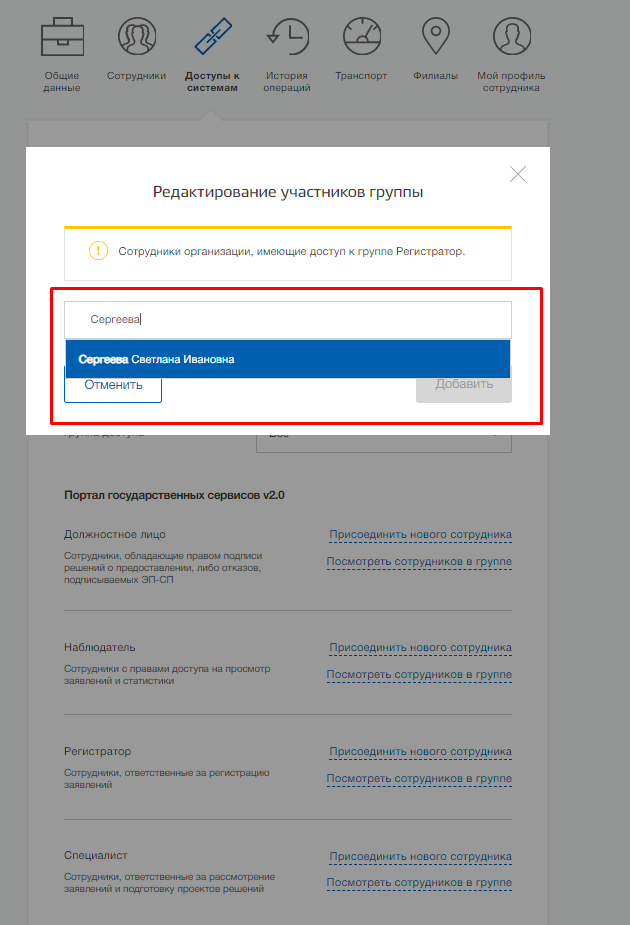 Общие данные
Сотрудники
Доступы к системам
История операций
Транспорт
Филиалы
Мой профиль сотрудника
Редактирование участников группы
Сотрудники организации, имеющие доступ к группе Регистратор.
Сергеева
Сергеева Светлана Ивановна
Отменить
Добавить
Портал государственных сервисов v2.0
Должностное лицо
Присоединить нового сотрудника
Сотрудники, обладающие правом подписи
решений о предоставлении, либо отказов,
подписываемых ЭП-СП
Посмотреть сотрудников в группе
Наблюдатель
Присоединить нового сотрудника
Сотрудники с правами доступа на просмотр
заявлений и статистики
Посмотреть сотрудников в группе
Регистратор
Присоединить нового сотрудника
Сотрудники, ответственные за регистрацию
заявлений
Посмотреть сотрудников в группе
Специалист
Присоединить нового сотрудника
Сотрудники, ответственные за рассмотрение
заявлений и подготовку проектов решений
Посмотреть сотрудников в группе